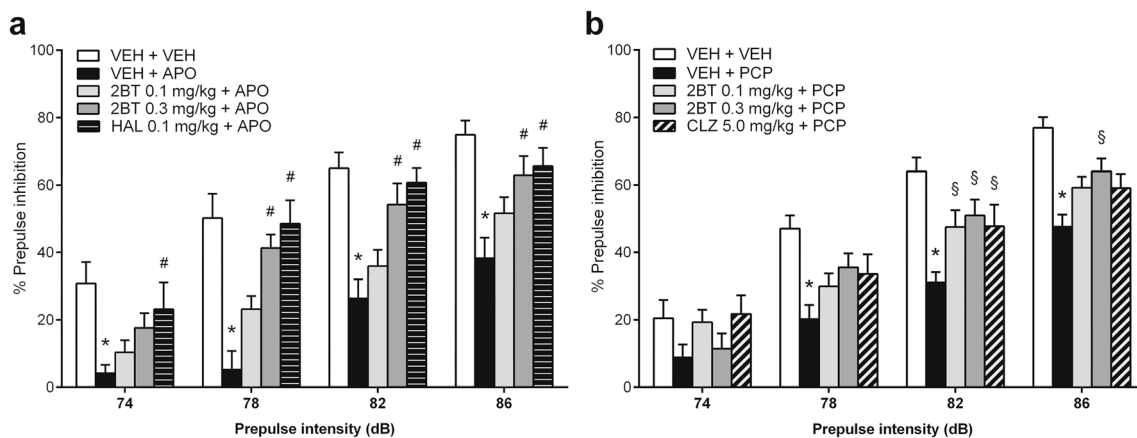 a
% Prepulse inhibition
100
80
60
40
20
0
VEH + VEH
VEH + APO
2BT 0.1 mg/kg + APO
2BT 0.3 mg/kg + APO
HAL 0.1 mg/kg + APO
* #
* # #
* # #
* # #
74 78 82 86
Prepulse intensity (dB)
b
% Prepulse inhibition
100
80
60
40
20
0
VEH + VEH
VEH + PCP
2BT 0.1 mg/kg + PCP
2BT 0.3 mg/kg + PCP
CLZ 5.0 mg/kg + PCP
*
* § § §
* §
74 78 82 86
Prepulse intensity (dB)